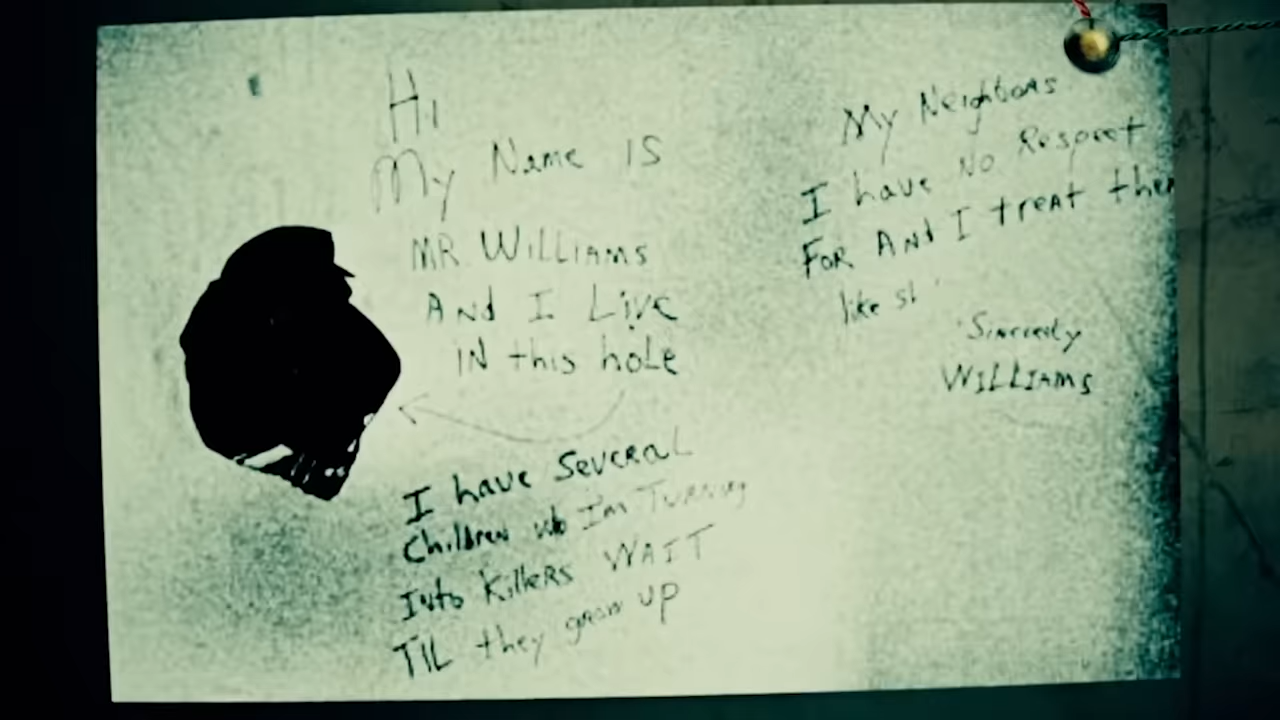 Hi
My Name IS
MR WILLIAMS
ANd I LivE
IN this hoLE
I have SEVERAL
Children who I'm TURNiNg
INto KillERs WAIT
TIL they grow UP
My Neighbors
I have No Respect
FoR ANd I tREAt them
like sh
Sincerely
WILLIAMS